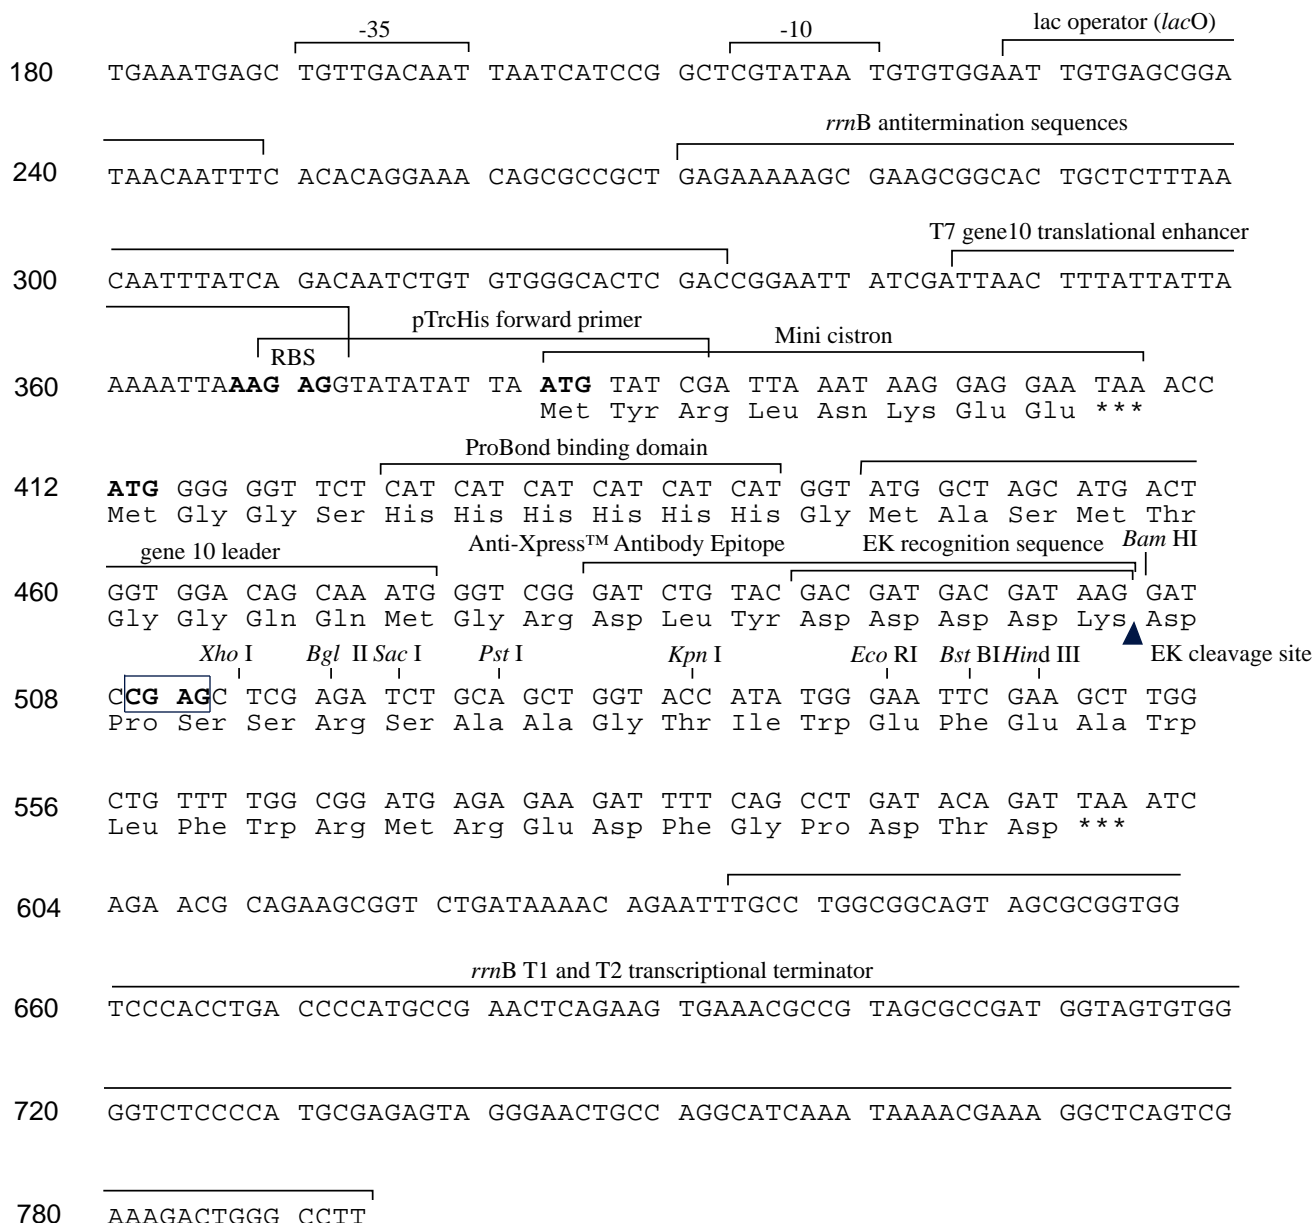 -35 -10 lac operator (lacO)
180 TGAAATGAGC TGTTGACAAT TAATCATCCG GCTCGTATAA TGTGTGGAAT TGTGAGCGGA
rrnB antitermination sequences
240 TAACAATTTC ACACAGGAAA CAGCGCCGCT GAGAAAAAGC GAAGCGGCAC TGCTCTTTAA
T7 gene10 translational enhancer
300 CAATTTATCA GACAATCTGT GTGGGCACTC GACCGGAATT ATCGATTAAC TTTATTATTA
pTrcHis forward primer
RBS Mini cistron
360 AAAATTAAAG AGGTATATAT TA ATG TAT CGA TTA AAT AAG GAG GAA TAA ACC
Met Tyr Arg Leu Asn Lys Glu Glu ***
ProBond binding domain
412 ATG GGG GGT TCT CAT CAT CAT CAT CAT CAT GGT ATG GCT AGC ATG ACT
Met Gly Gly Ser His His His His His His Gly Met Ala Ser Met Thr
gene 10 leader Anti-Xpress™ Antibody Epitope EK recognition sequence Bam HI
460 GGT GGA CAG CAA ATG GGT CGG GAT CTG TAC GAC GAT GAC GAT AAG GAT
Gly Gly Gln Gln Met Gly Arg Asp Leu Tyr Asp Asp Asp Asp Lys Asp
Xho I Bgl II Sac I Pst I Kpn I Eco RI Bst BI Hind III EK cleavage site
508 CCG AGC TCG AGA TCT GCA GCT GGT ACC ATA TGG GAA TTC GAA GCT TGG
Pro Ser Ser Arg Ser Ala Ala Gly Thr Ile Trp Glu Phe Glu Ala Trp
556 CTG TTT TGG CGG ATG AGA GAA GAT TTT CAG CCT GAT ACA GAT TAA ATC
Leu Phe Trp Arg Met Arg Glu Asp Phe Gly Pro Asp Thr Asp ***
604 AGA ACG CAGAAGCGGT CTGATAAAAC AGAATTTGCC TGGCGGCAGT AGCGCGGTGG
rrnB T1 and T2 transcriptional terminator
660 TCCCACCTGA CCCCATGCCG AACTCAGAAG TGAAACGCCG TAGCGCCGAT GGTAGTGTGG
720 GGTCTCCCCA TGCGAGAGTA GGGAACTGCC AGGCATCAAA TAAAACGAAA GGCTCAGTCG
780 AAAGACTGGG CCTT